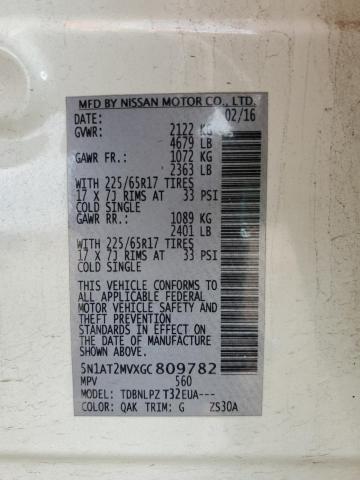 MFD BY NISSAN MOTOR CO., LTD.
DATE: 02/16
GVWR: 2122 KG
4679 LB
GAWR FR.: 1072 KG
2363 LB
WITH 225/65R17 TIRES
17 X 7J RIMS AT 33 PSI
COLD SINGLE
GAWR RR.: 1089 KG
2401 LB
WITH 225/65R17 TIRES
17 X 7J RIMS AT 33 PSI
COLD SINGLE
THIS VEHICLE CONFORMS TO
ALL APPLICABLE FEDERAL
MOTOR VEHICLE SAFETY
STANDARDS IN EFFECT ON
THE DATE OF MANUFACTURE
SHOWN ABOVE.
5N1AT2MVXGC809782
MPV 560
MODEL: TDBNLPZ T32EUA---
COLOR: QAK TRIM: G ZS30A